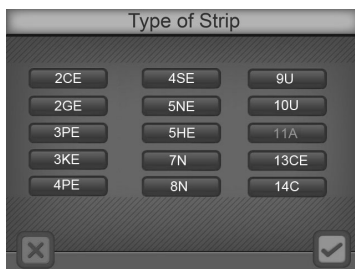 Type of Strip
2CE 4SE 9U
2GE 5NE 10U
3PE 5HE 11A
3KE 7N 13CE
4PE 8N 14C